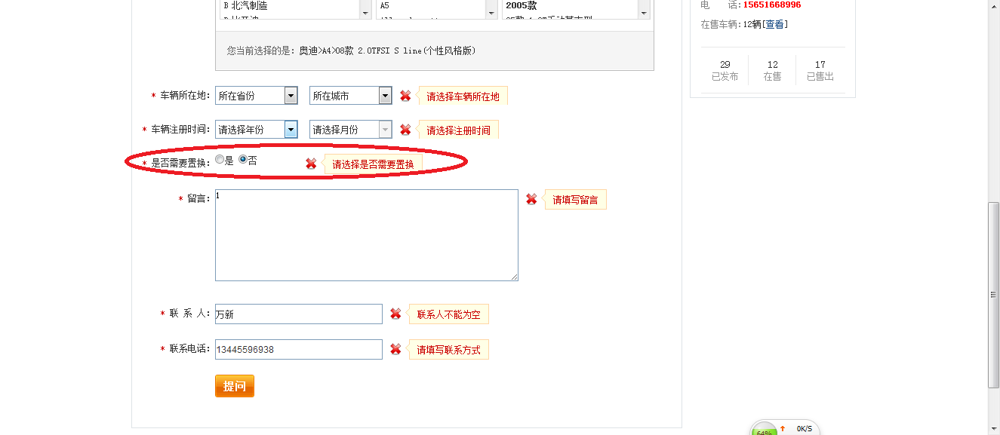 B 北汽制造
A5
2005款
您当前选择的是：奥迪>A4>08款 2.0TFSI S line(个性风格版)
* 车辆所在地： 所在省份 所在城市 请选择车辆所在地
* 车辆注册时间： 请选择年份 请选择月份 请选择注册时间
* 是否需要置换： 是 否 请选择是否需要置换
* 留言： 1 请填写留言
* 联 系 人： 万新 联系人不能为空
* 联系电话： 13445596938 请填写联系方式
提问
电 话：15651668996
在售车辆：12辆[查看]
29 12 17
已发布 在售 已售出
64% 0K/S